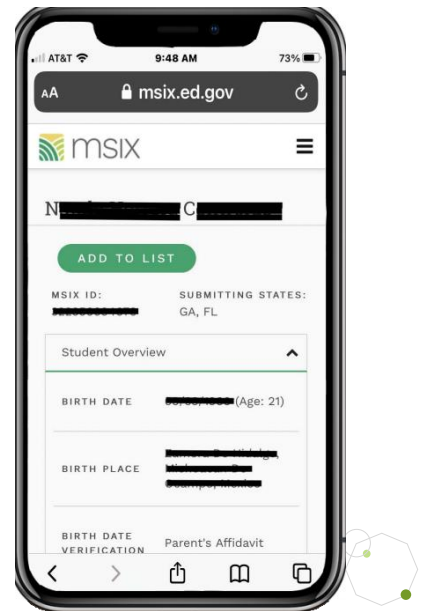 AT&T 9:48 AM 73%
AA msix.ed.gov
msix
N C
ADD TO LIST
MSIX ID: SUBMITTING STATES:
GA, FL
Student Overview
BIRTH DATE (Age: 21)
BIRTH PLACE
BIRTH DATE
VERIFICATION Parent's Affidavit